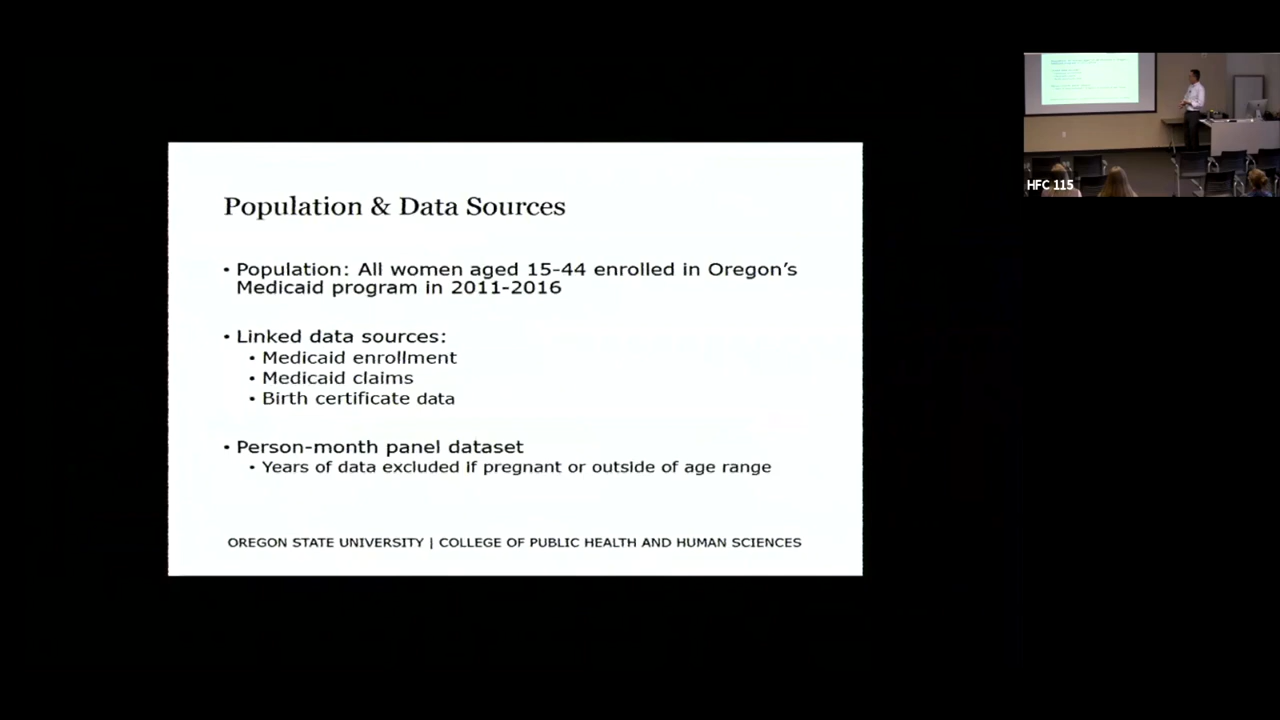 Population & Data Sources
• Population: All women aged 15-44 enrolled in Oregon's
Medicaid program in 2011-2016
• Linked data sources:
• Medicaid enrollment
• Medicaid claims
• Birth certificate data
• Person-month panel dataset
• Years of data excluded if pregnant or outside of age range
OREGON STATE UNIVERSITY | COLLEGE OF PUBLIC HEALTH AND HUMAN SCIENCES
HFC 115